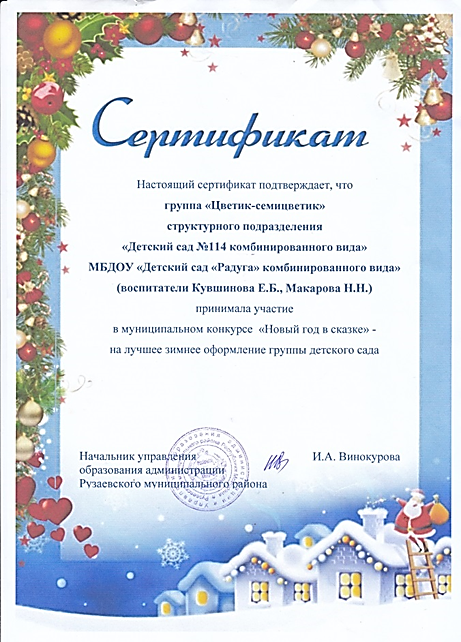 Сертификат
Настоящий сертификат подтверждает, что
группа «Цветик-семицветик»
структурного подразделения
«Детский сад №114 комбинированного вида»
МБДОУ «Детский сад «Радуга» комбинированного вида»
(воспитатели Кувшинова Е.Б., Макарова Н.Н.)
принимала участие
в муниципальном конкурсе «Новый год в сказке» -
на лучшее зимнее оформление группы детского сада
Начальник управления
образования администрации
Рузаевского муниципального района
И.А. Винокурова